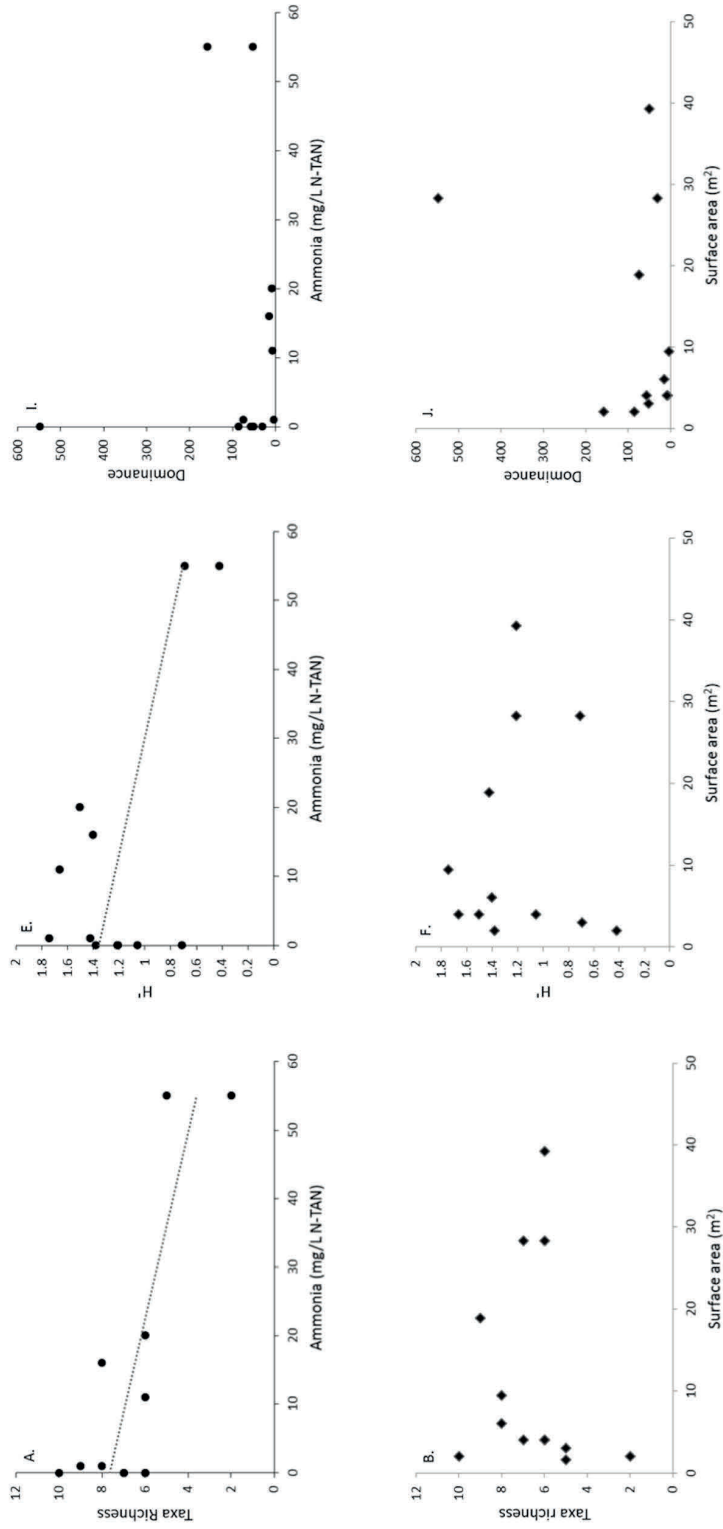 A.
Taxa Richness
12
10
8
6
4
2
0
0 10 20 30 40 50 60
Ammonia (mg/L N-TAN)
E.
H'
2
1.8
1.6
1.4
1.2
1
0.8
0.6
0.4
0.2
0
0 10 20 30 40 50 60
Ammonia (mg/L N-TAN)
I.
Dominance
600
500
400
300
200
100
0
0 10 20 30 40 50 60
Ammonia (mg/L N-TAN)
B.
Taxa richness
12
10
8
6
4
2
0
0 10 20 30 40 50
Surface area (m²)
F.
H'
2
1.8
1.6
1.4
1.2
1
0.8
0.6
0.4
0.2
0
0 10 20 30 40 50
Surface area (m²)
J.
Dominance
600
500
400
300
200
100
0
0 10 20 30 40 50
Surface area (m²)